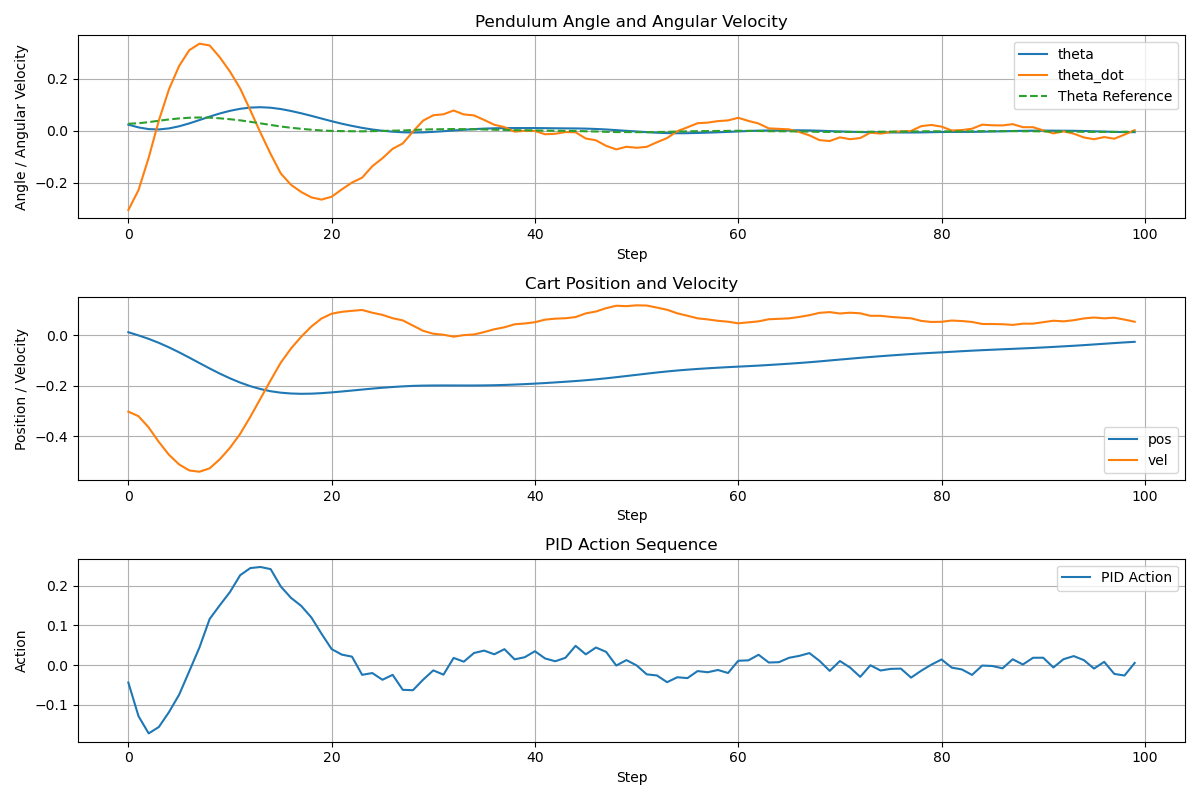 Pendulum Angle and Angular Velocity
Angle / Angular Velocity
0.2
0.0
−0.2
theta
theta_dot
Theta Reference
0 20 40 60 80 100
Step
Cart Position and Velocity
Position / Velocity
0.0
−0.2
−0.4
pos
vel
0 20 40 60 80 100
Step
PID Action Sequence
Action
0.2
0.1
0.0
−0.1
PID Action
0 20 40 60 80 100
Step